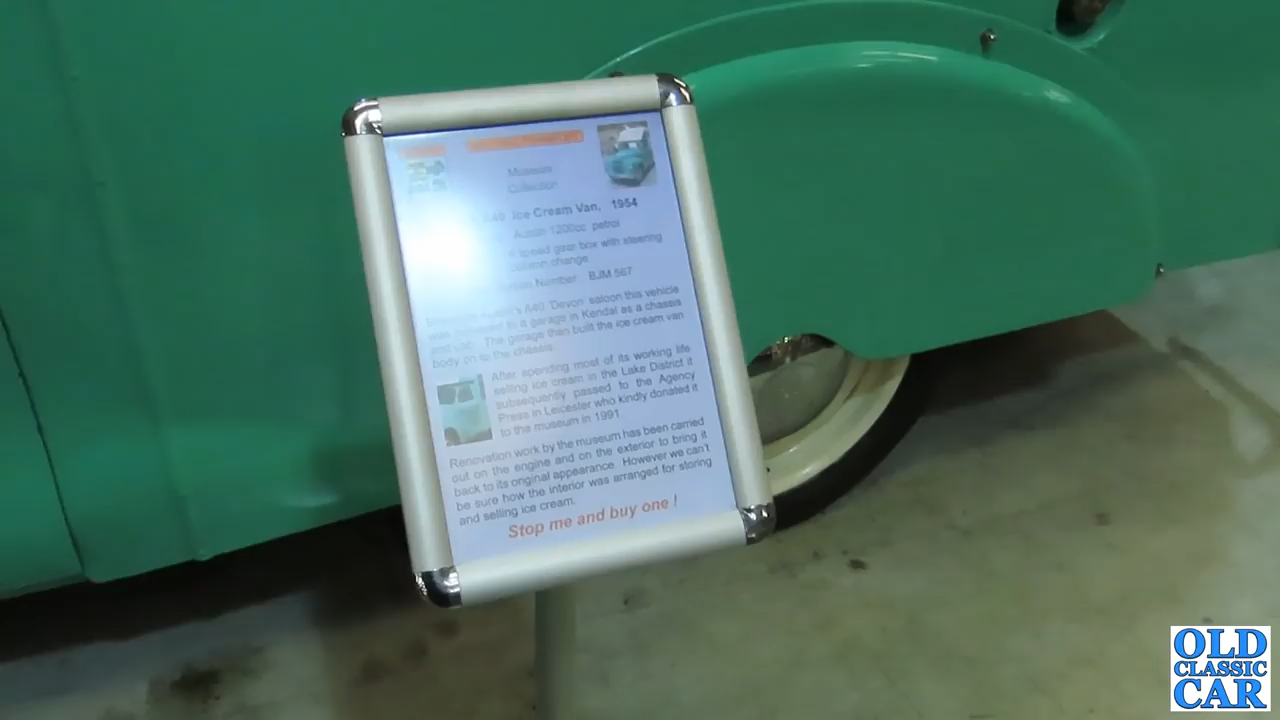 Museum
Collection
A40 Ice Cream Van, 1954
Austin 1200cc petrol
speed gear box with steering
column change
Number: BJM 567
A40 'Devon' saloon this vehicle
was to a garage in Kendal as a chassis
and cab. The garage then built the ice cream van
body on to the chassis.
After spending most of its working life
selling ice cream in the Lake District it
subsequently passed to the Agency
Press in Leicester who kindly donated it
to the museum in 1991.
Renovation work by the museum has been carried
out on the engine and on the exterior to bring it
back to its original appearance. However we can't
be sure how the interior was arranged for storing
and selling ice cream.
Stop me and buy one !
OLD
CLASSIC
CAR